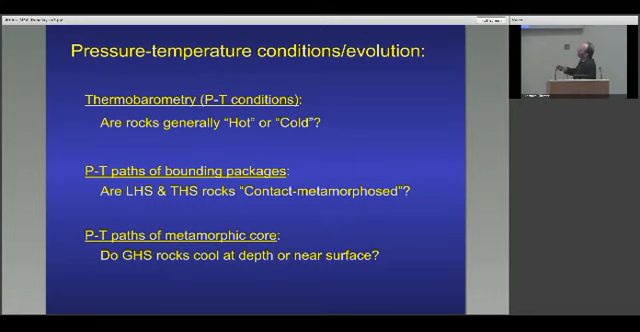 Pressure-temperature conditions/evolution:
Thermobarometry (P-T conditions):
Are rocks generally “Hot” or “Cold”?
P-T paths of bounding packages:
Are LHS & THS rocks “Contact-metamorphosed”?
P-T paths of metamorphic core:
Do GHS rocks cool at depth or near surface?